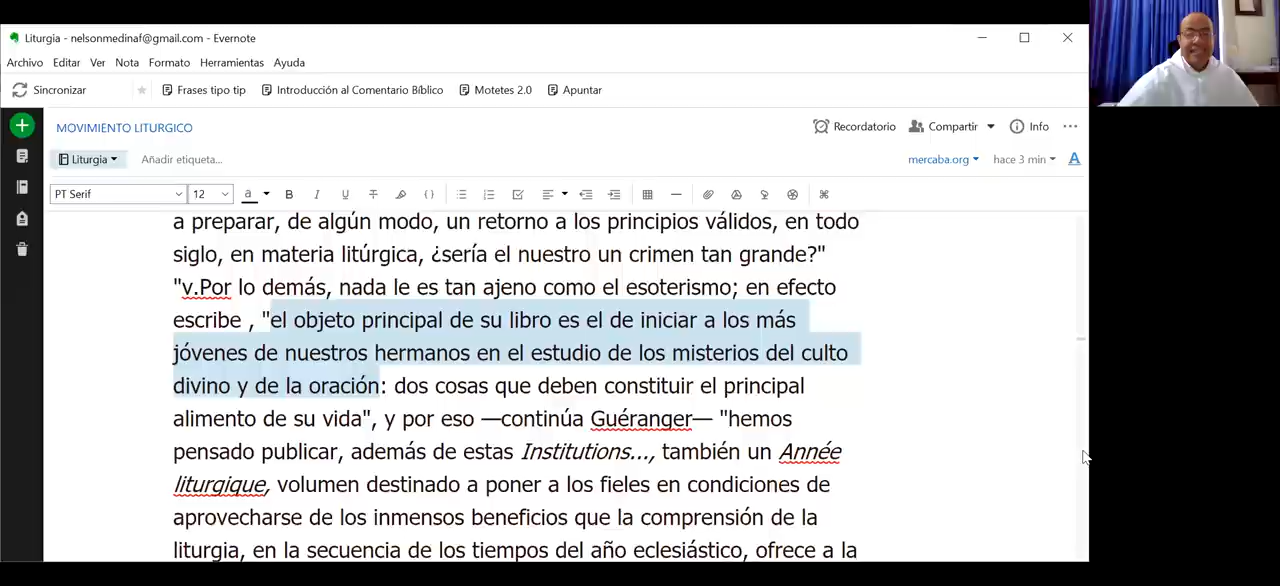 Liturgia - nelsonmedinaf@gmail.com - Evernote
Archivo Editar Ver Nota Formato Herramientas Ayuda
Sincronizar Frases tipo tip Introducción al Comentario Bíblico Motetes 2.0 Apuntar
MOVIMIENTO LITURGICO Recordatorio Compartir Info
Liturgia Añadir etiqueta... mercaba.org hace 3 min
PT Serif 12
a preparar, de algún modo, un retorno a los principios válidos, en todo
siglo, en materia litúrgica, ¿sería el nuestro un crimen tan grande?"
"v.Por lo demás, nada le es tan ajeno como el esoterismo; en efecto
escribe , "el objeto principal de su libro es el de iniciar a los más
jóvenes de nuestros hermanos en el estudio de los misterios del culto
divino y de la oración: dos cosas que deben constituir el principal
alimento de su vida", y por eso —continúa Guéranger— "hemos
pensado publicar, además de estas Institutions..., también un Année
liturgique, volumen destinado a poner a los fieles en condiciones de
aprovecharse de los inmensos beneficios que la comprensión de la
liturgia, en la secuencia de los tiempos del año eclesiástico, ofrece a la